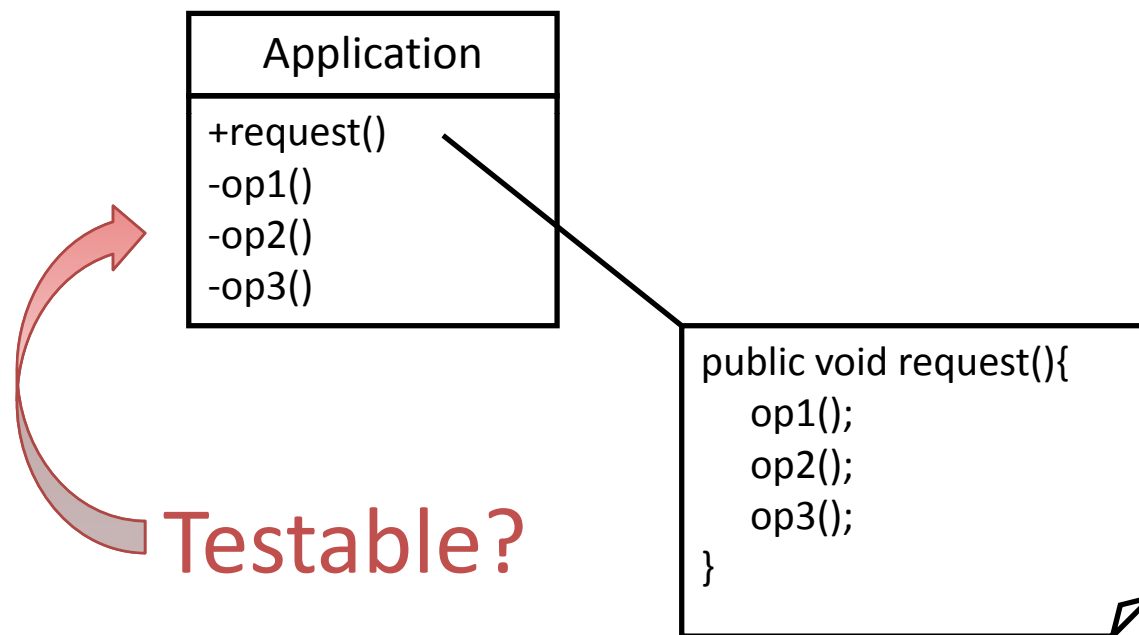 Application
+request()
-op1()
-op2()
-op3()
public void request(){
op1();
op2();
op3();
}
Testable?